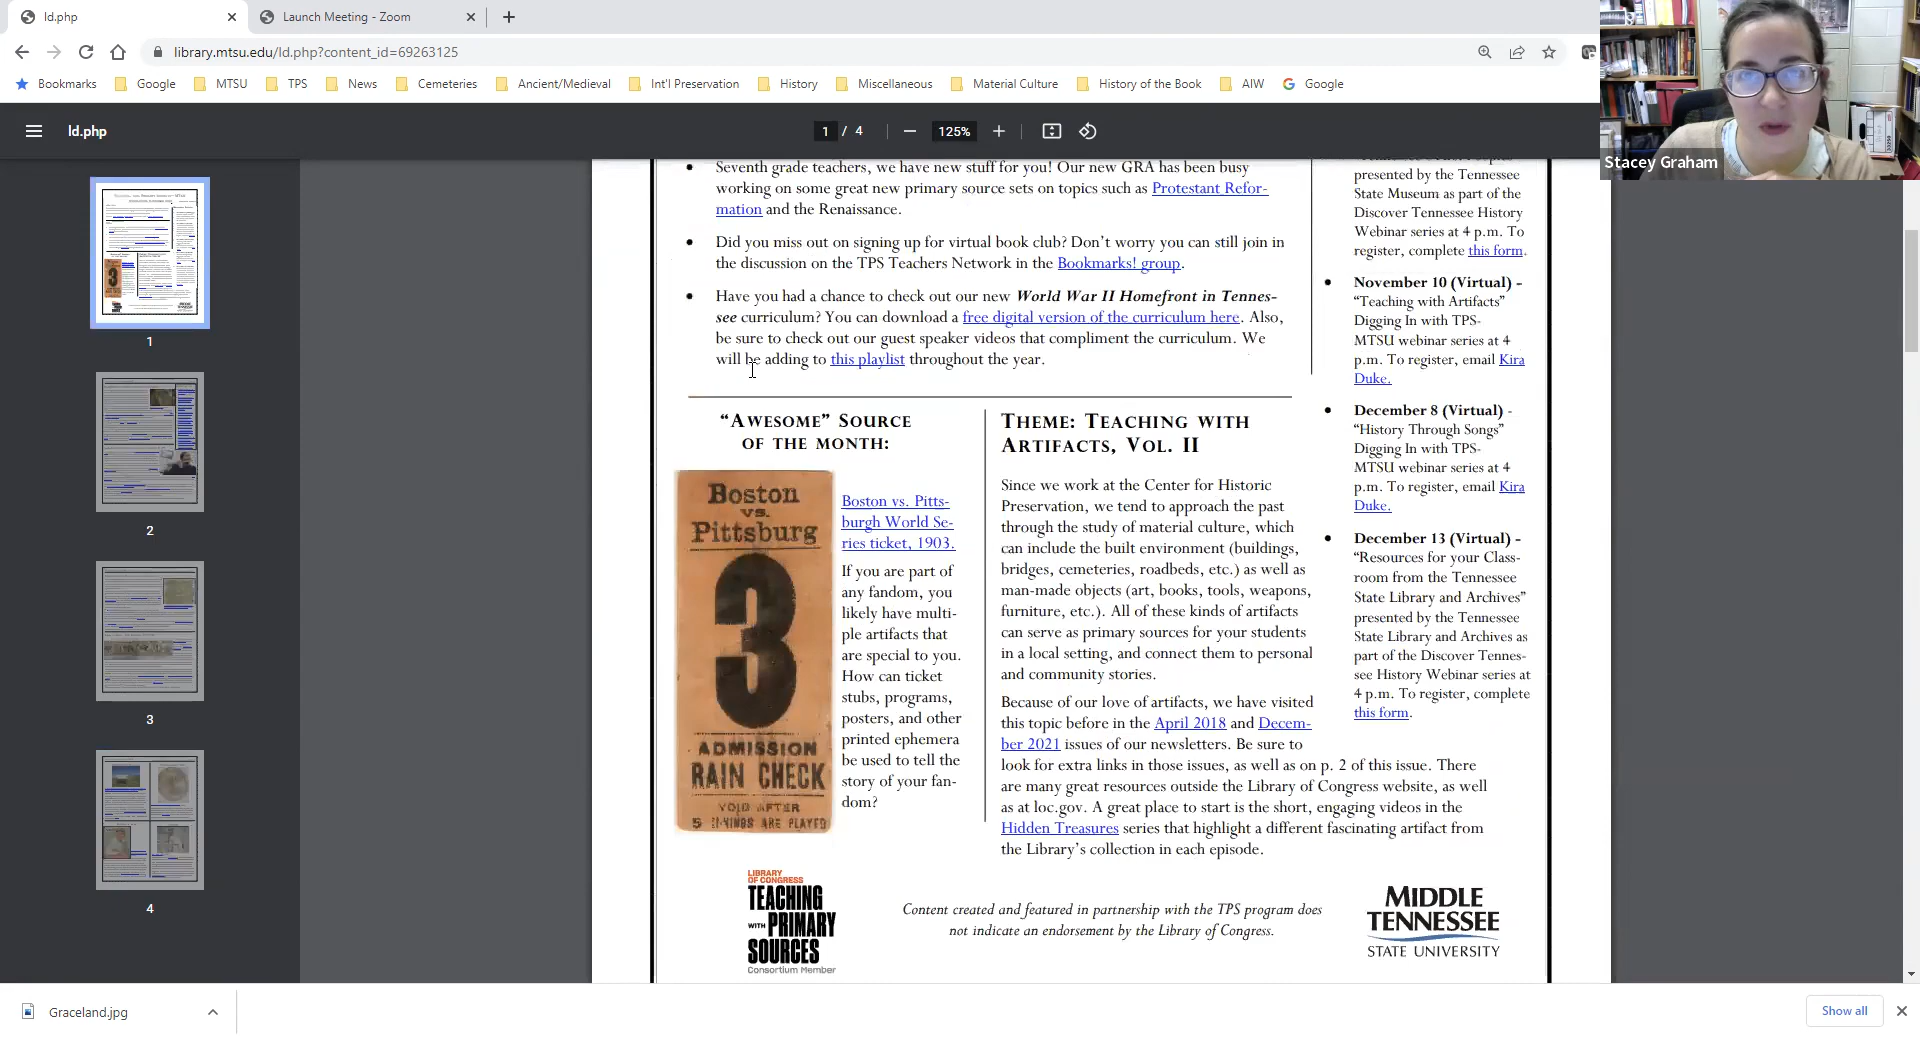 ld.php
Launch Meeting - Zoom
library.mtsu.edu/ld.php?content_id=69263125
Bookmarks
Google
MTSU
TPS
News
Cemeteries
Ancient/Medieval
Int'l Preservation
History
Miscellaneous
Material Culture
History of the Book
AIW
Google
ld.php
1 / 4
125%
Stacey Graham
1
2
3
4
• Seventh grade teachers, we have new stuff for you! Our new GRA has been busy
working on some great new primary source sets on topics such as Protestant Refor-
mation and the Renaissance.
• Did you miss out on signing up for virtual book club? Don't worry you can still join in
the discussion on the TPS Teachers Network in the Bookmarks! group.
• Have you had a chance to check out our new World War II Homefront in Tennes-
see curriculum? You can download a free digital version of the curriculum here. Also,
be sure to check out our guest speaker videos that compliment the curriculum. We
will be adding to this playlist throughout the year.
"Awesome" Source
of the month:
Boston
vs.
Pittsburg
3
ADMISSION
RAIN CHECK
VOID AFTER
5 INNINGS ARE PLAYED
Boston vs. Pitts-
burgh World Se-
ries ticket, 1903.
If you are part of
any fandom, you
likely have multi-
ple artifacts that
are special to you.
How can ticket
stubs, programs,
posters, and other
printed ephemera
be used to tell the
story of your fan-
dom?
Theme: Teaching with
Artifacts, Vol. II
Since we work at the Center for Historic
Preservation, we tend to approach the past
through the study of material culture, which
can include the built environment (buildings,
bridges, cemeteries, roadbeds, etc.) as well as
man-made objects (art, books, tools, weapons,
furniture, etc.). All of these kinds of artifacts
can serve as primary sources for your students
in a local setting, and connect them to personal
and community stories.
Because of our love of artifacts, we have visited
this topic before in the April 2018 and Decem-
ber 2021 issues of our newsletters. Be sure to
look for extra links in those issues, as well as on p. 2 of this issue. There
are many great resources outside the Library of Congress website, as well
as at loc.gov. A great place to start is the short, engaging videos in the
Hidden Treasures series that highlight a different fascinating artifact from
the Library's collection in each episode.
presented by the Tennessee
State Museum as part of the
Discover Tennessee History
Webinar series at 4 p.m. To
register, complete this form.
• November 10 (Virtual) -
"Teaching with Artifacts"
Digging In with TPS-
MTSU webinar series at 4
p.m. To register, email Kira
Duke.
• December 8 (Virtual) -
"History Through Songs"
Digging In with TPS-
MTSU webinar series at 4
p.m. To register, email Kira
Duke.
• December 13 (Virtual) -
"Resources for your Class-
room from the Tennessee
State Library and Archives"
presented by the Tennessee
State Library and Archives as
part of the Discover Tennes-
see History Webinar series at
4 p.m. To register, complete
this form.
LIBRARY
OF CONGRESS
TEACHING
WITH PRIMARY
SOURCES
Consortium Member
Content created and featured in partnership with the TPS program does
not indicate an endorsement by the Library of Congress.
MIDDLE
TENNESSEE
STATE UNIVERSITY
Graceland.jpg
Show all